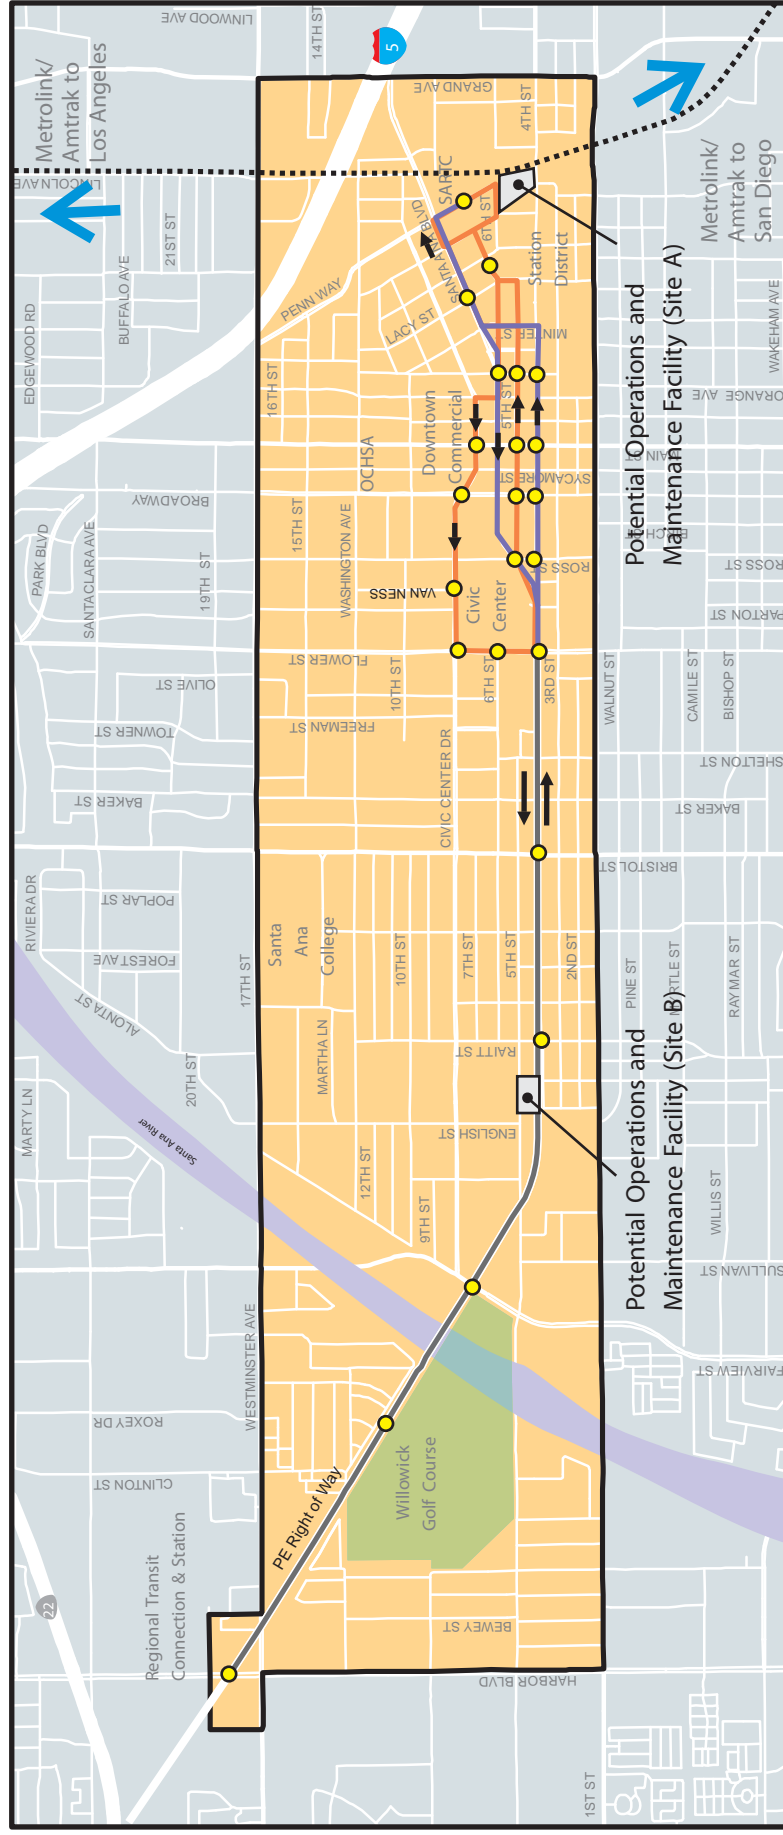 Metrolink/
Amtrak to
Los Angeles
LINWOOD AVE
14TH ST
5
GRAND AVE
4TH ST
LINCOLN AVE
21ST ST
BUFFALO AVE
EDGEWOOD RD
PENN WAY
LACY ST
SANTA ANA BLVD
SARTC
6TH ST
Station
District
MINTER ST
Metrolink/
Amtrak to
San Diego
Potential Operations and
Maintenance Facility (Site A)
WAKEHAM AVE
ORANGE AVE
MAIN ST
BIRCH ST
ROSS ST
PARTON ST
16TH ST
OCHSA
Downtown
Commercial
5TH ST
SYCAMORE ST
BROADWAY
15TH ST
WASHINGTON AVE
VAN NESS
Civic
Center
ROSS ST
PARK BLVD
SANTA CLARA AVE
19TH ST
FLOWER ST
10TH ST
6TH ST
3RD ST
OLIVE ST
TOWNER ST
FREEMAN ST
BAKER ST
CIVIC CENTER DR
WALNUT ST
CAMILE ST
BISHOP ST
SHELTON ST
BAKER ST
BRISTOL ST
RIVIERA DR
POPLAR ST
FOREST AVE
ALONTA ST
17TH ST
Santa
Ana
College
10TH ST
7TH ST
5TH ST
2ND ST
PINE ST
RAYMAR ST
MARTHA LN
RAITT ST
20TH ST
MARTY LN
Santa Ana River
ENGLISH ST
12TH ST
9TH ST
Potential Operations and
Maintenance Facility (Site B)
WILLIS ST
SULLIVAN ST
FAIRVIEW ST
WESTMINSTER AVE
ROXEY DR
CLINTON ST
Willowick
Golf Course
PE Right of Way
Regional Transit
Connection & Station
22
BEWEY ST
HARBOR BLVD
1ST ST